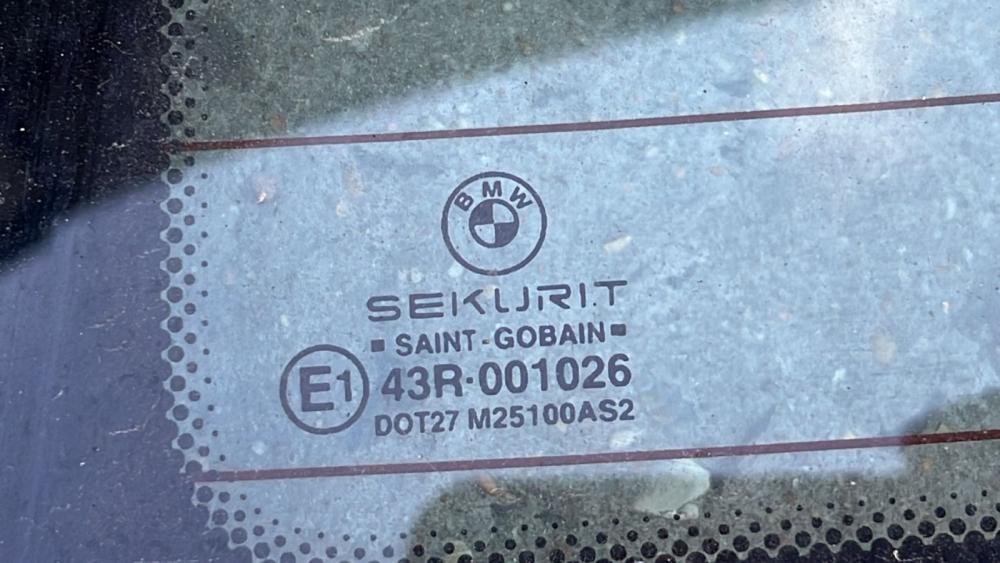 BMW
SEKURIT
■ SAINT-GOBAIN ■
E1 43R-001026
DOT27 M25100AS2